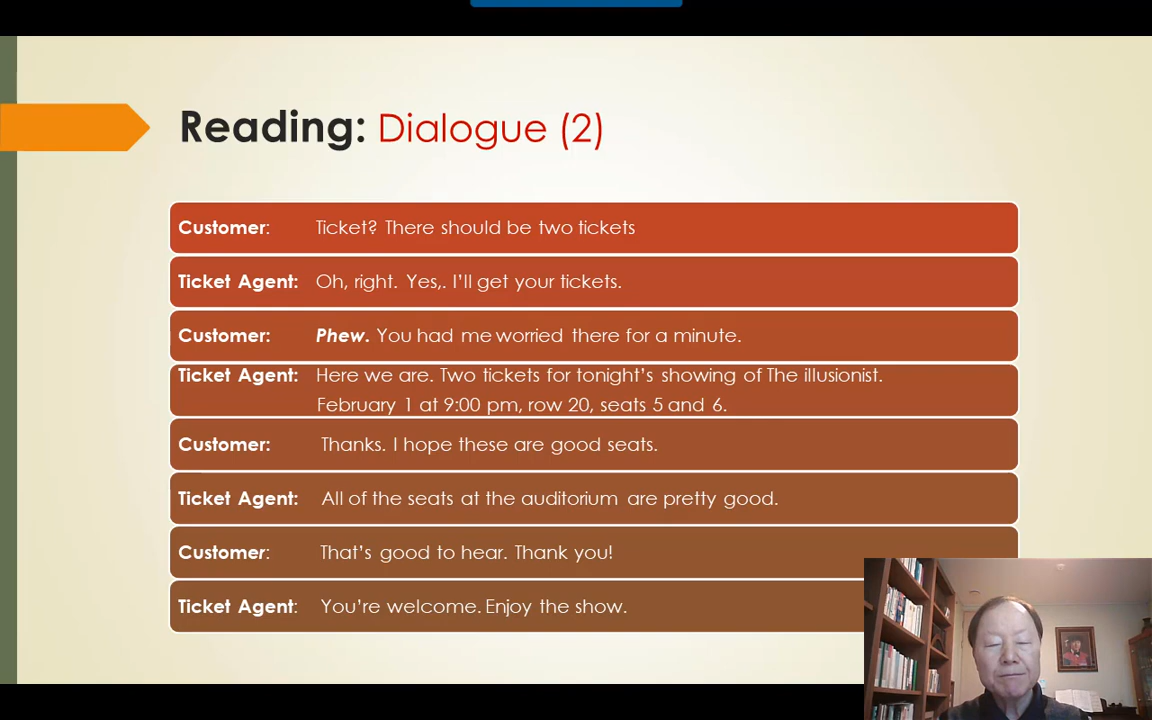 Reading: Dialogue (2)
Customer: Ticket? There should be two tickets
Ticket Agent: Oh, right. Yes,. I'll get your tickets.
Customer: Phew. You had me worried there for a minute.
Ticket Agent: Here we are. Two tickets for tonight's showing of The illusionist.
February 1 at 9:00 pm, row 20, seats 5 and 6.
Customer: Thanks. I hope these are good seats.
Ticket Agent: All of the seats at the auditorium are pretty good.
Customer: That's good to hear. Thank you!
Ticket Agent: You're welcome. Enjoy the show.